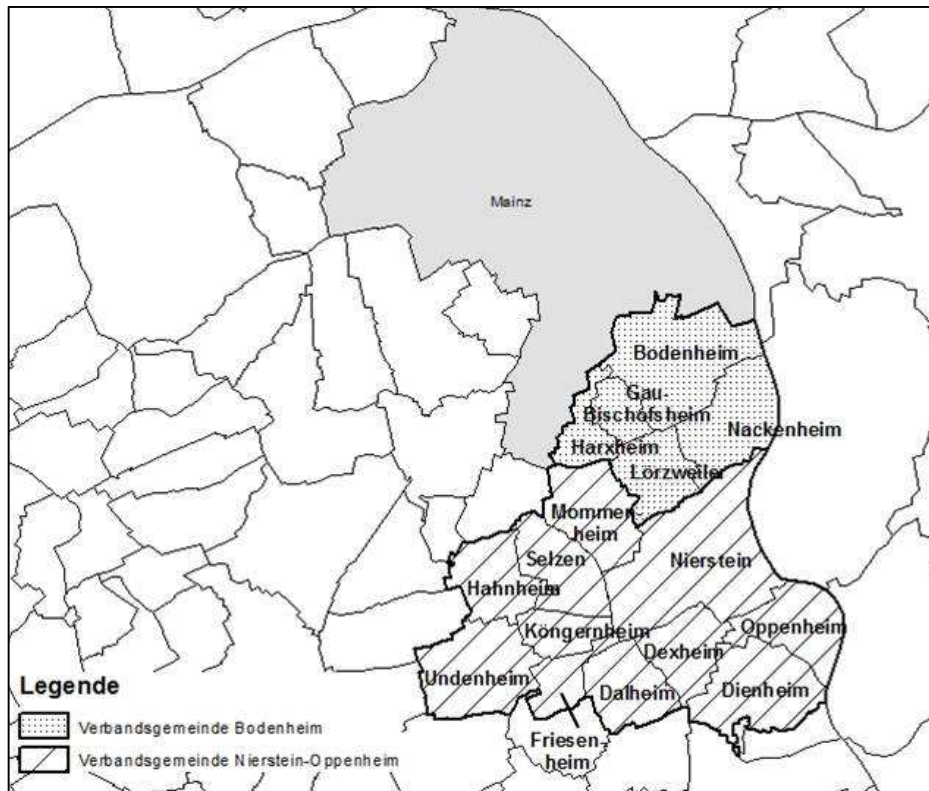 Mainz
Bodenheim
Gau-
Bischofsheim
Nackenheim
Harxheim
Lörzweiler
Mommen
heim
Selzen
Nierstein
Hahnheim
Köngernheim
Oppenheim
Dexheim
Undenheim
Dalheim
Dienheim
Friesen
heim
Legende
Verbandsgemeinde Bodenheim
Verbandsgemeinde Nierstein-Oppenheim